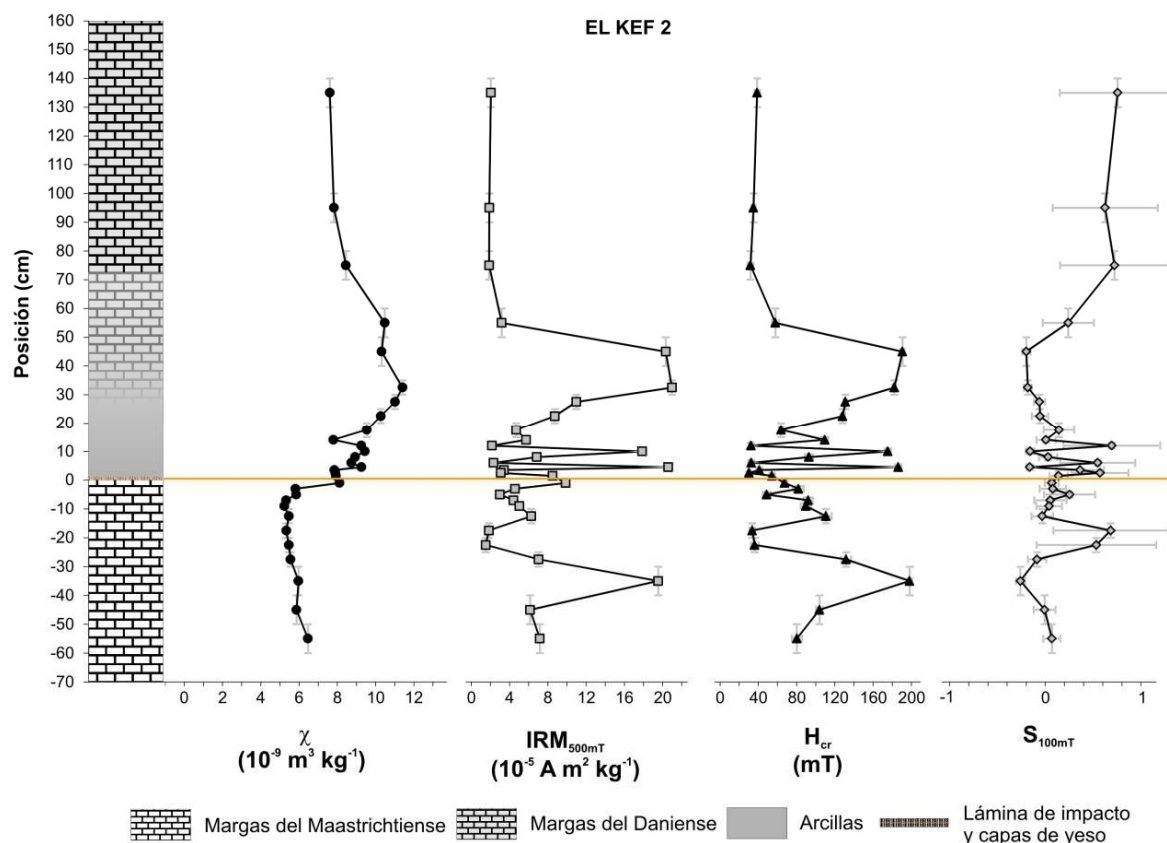 EL KEF 2
Posición (cm)
160
150
140
130
120
110
100
90
80
70
60
50
40
30
20
10
0
-10
-20
-30
-40
-50
-60
-70
0 2 4 6 8 10 12
0 4 8 12 16 20
0 40 80 120 160 200
-1 0 1
χ
(10⁻⁹ m³ kg⁻¹)
IRM₅₀₀ₘT
(10⁻⁵ A m² kg⁻¹)
Hcr
(mT)
S₁₀₀ₘT
Margas del Maastrichtiense
Margas del Daniense
Arcillas
Lámina de impacto
y capas de yeso